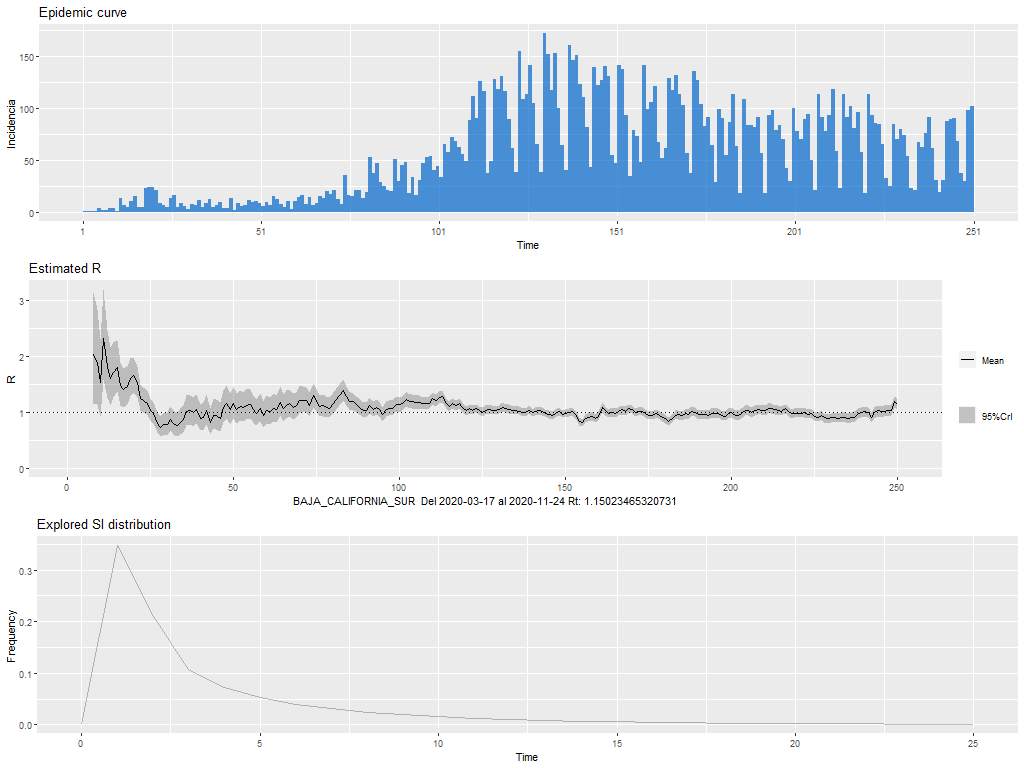 Epidemic curve
Incidencia
150
100
50
0
1
51
101
151
201
251
Time
Estimated R
R
3
2
1
0
Mean
95%CrI
0
50
100
150
200
250
BAJA_CALIFORNIA_SUR Del 2020-03-17 al 2020-11-24 Rt: 1.15023465320731
Explored SI distribution
Frequency
0.3
0.2
0.1
0.0
0
5
10
15
20
25
Time